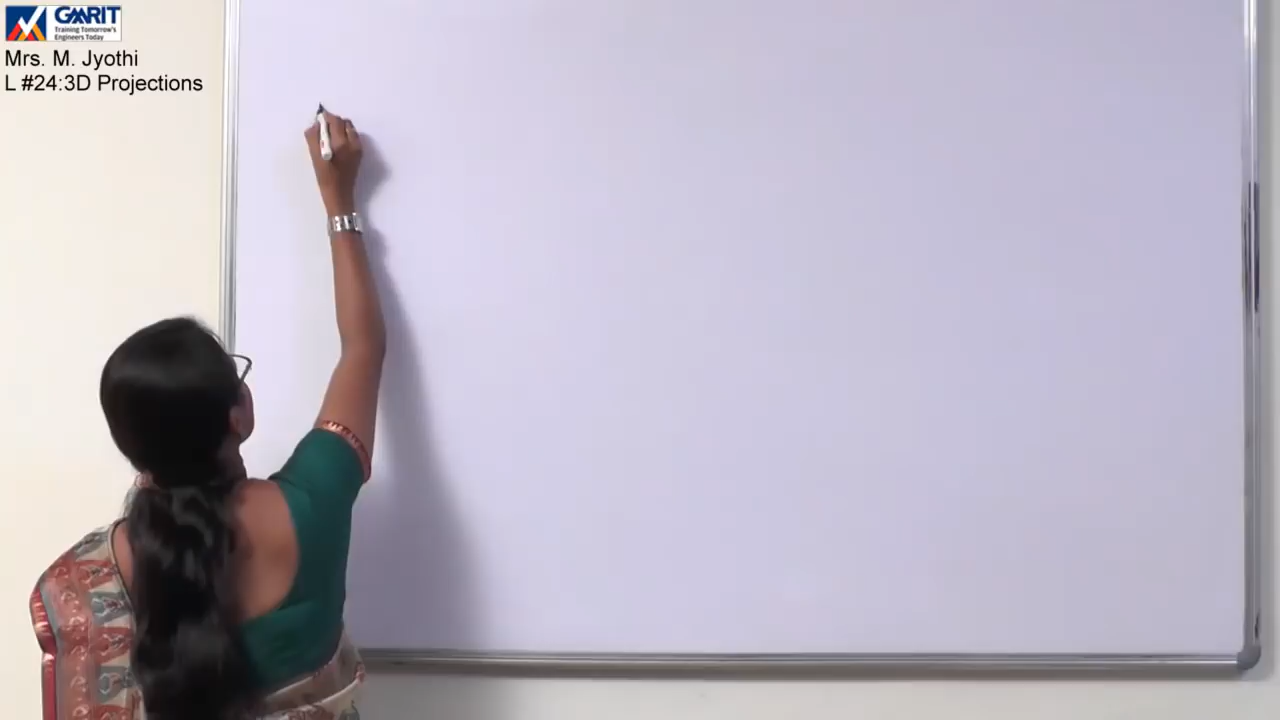 GMRIT
Training Tomorrow's
Engineers Today
Mrs. M. Jyothi
L #24:3D Projections